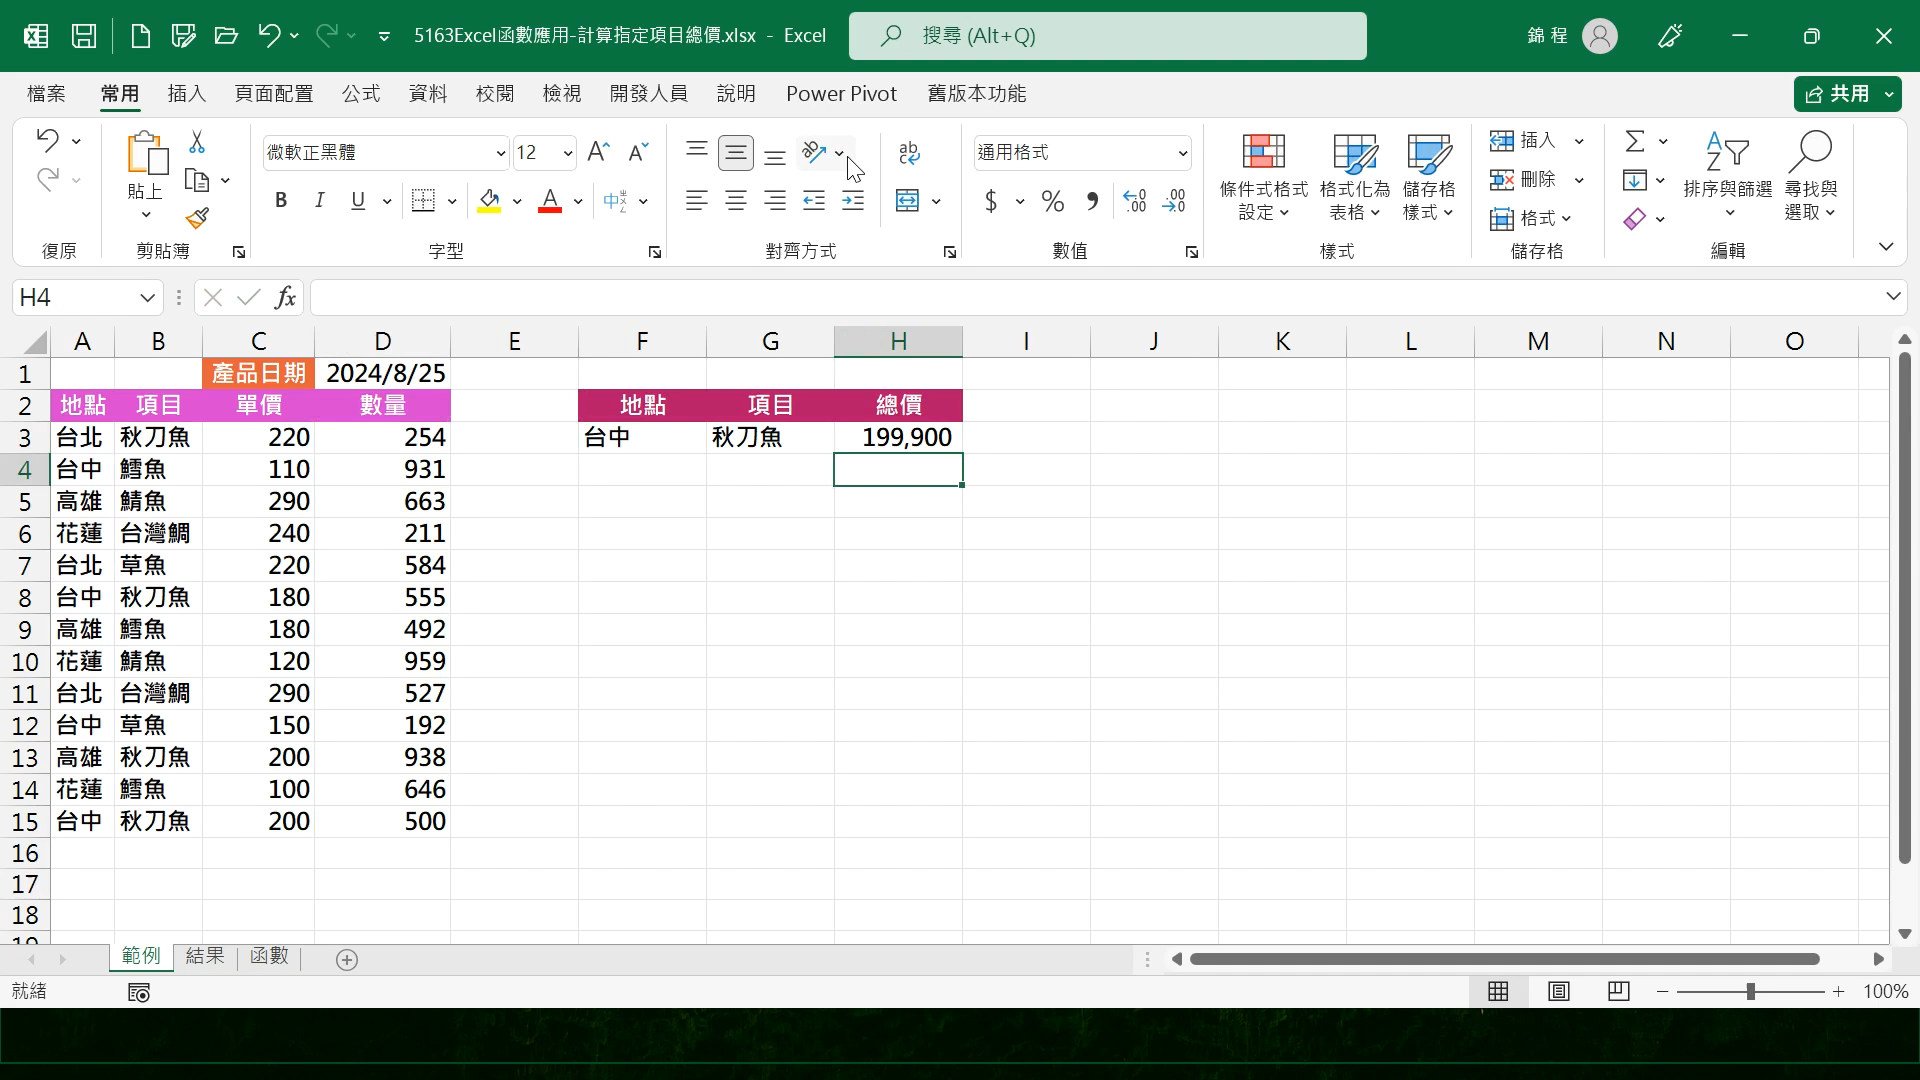 5163Excel函數應用-計算指定項目總價.xlsx - Excel 搜尋 (Alt+Q) 錦 程
檔案 常用 插入 頁面配置 公式 資料 校閱 檢視 開發人員 說明 Power Pivot 舊版本功能 共用
貼上 微軟正黑體 12 通用格式 條件式格式設定 格式化為表格 儲存格樣式 插入 刪除 格式 排序與篩選 尋找與選取
復原 剪貼簿 字型 對齊方式 數值 樣式 儲存格 編輯
H4 fx
A B C D E F G H I J K L M N O
1 產品日期 2024/8/25
2 地點 項目 單價 數量 地點 項目 總價
3 台北 秋刀魚 220 254 台中 秋刀魚 199,900
4 台中 鱈魚 110 931
5 高雄 鯖魚 290 663
6 花蓮 台灣鯛 240 211
7 台北 草魚 220 584
8 台中 秋刀魚 180 555
9 高雄 鱈魚 180 492
10 花蓮 鯖魚 120 959
11 台北 台灣鯛 290 527
12 台中 草魚 150 192
13 高雄 秋刀魚 200 938
14 花蓮 鱈魚 100 646
15 台中 秋刀魚 200 500
16
17
18
範例 結果 函數
就緒 100%